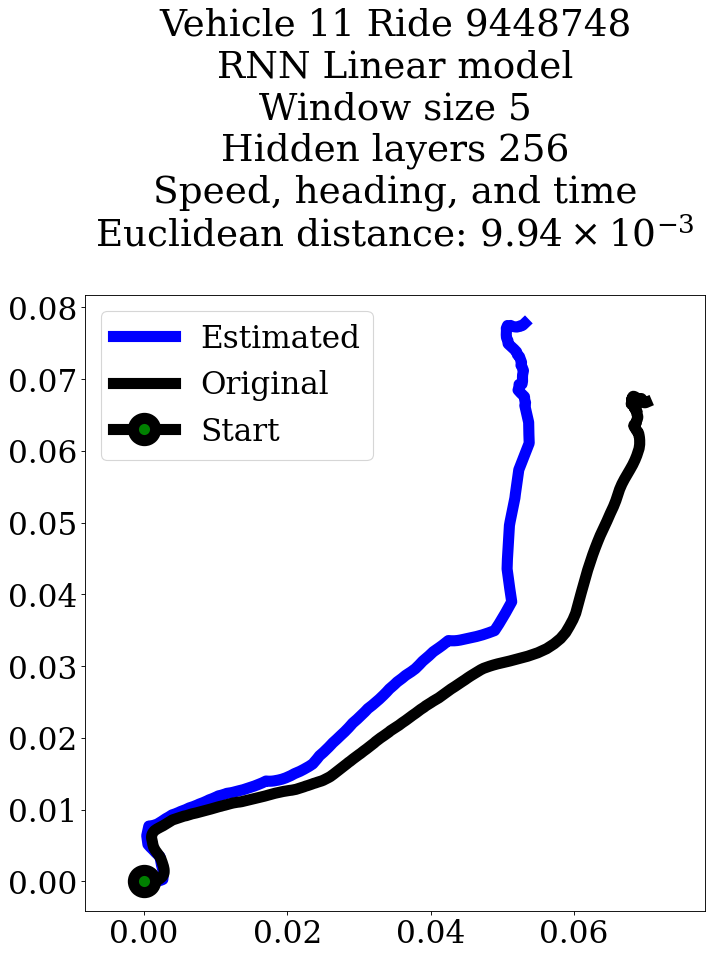 Vehicle 11 Ride 9448748
RNN Linear model
Window size 5
Hidden layers 256
Speed, heading, and time
Euclidean distance: 9.94 × 10⁻³
0.08
0.07
0.06
0.05
0.04
0.03
0.02
0.01
0.00
Estimated
Original
Start
0.00 0.02 0.04 0.06